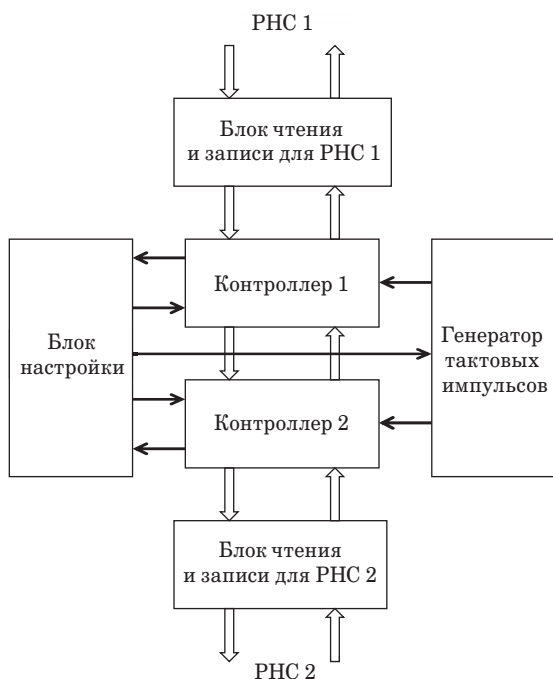 РНС 1
Блок чтения
и записи для РНС 1
Контроллер 1
Блок
настройки
Генератор
тактовых
импульсов
Контроллер 2
Блок чтения
и записи для РНС 2
РНС 2